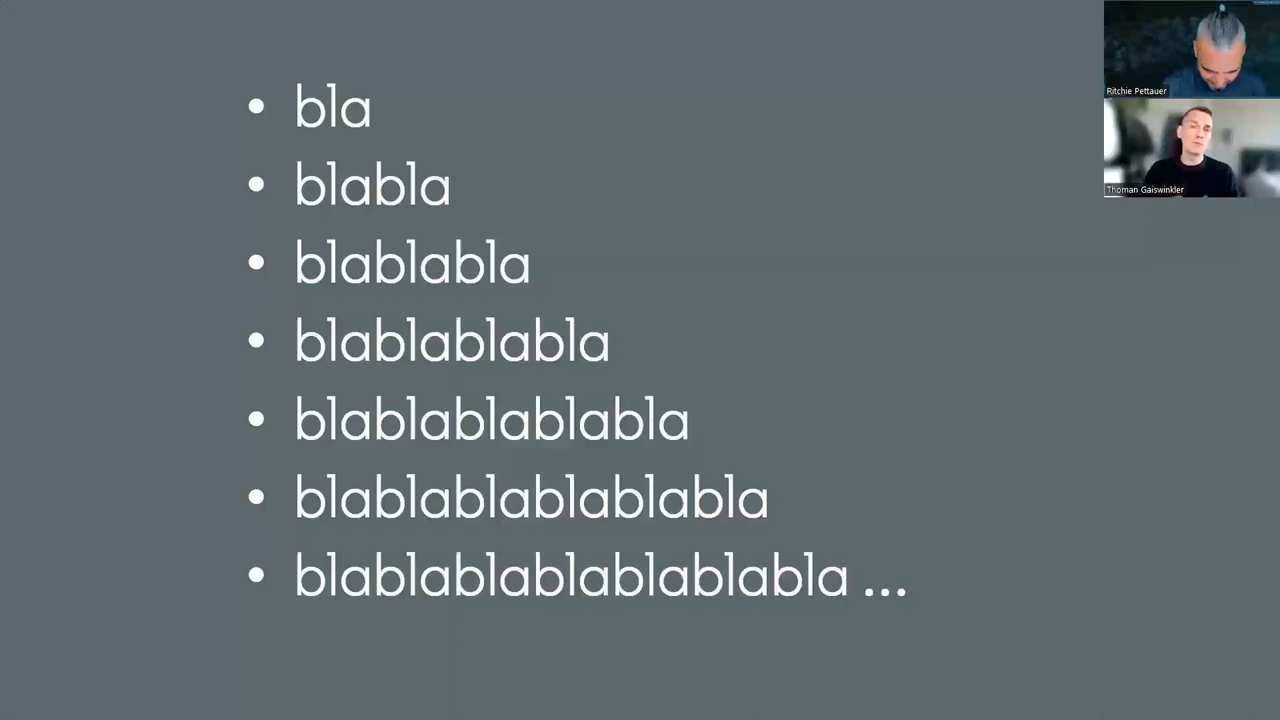 • bla
• blabla
• blablabla
• blablablabla
• blablablablabla
• blablablablablabla
• blablablablablablabla ...
Ritchie Pettauer
Thoman Gaiswinkler